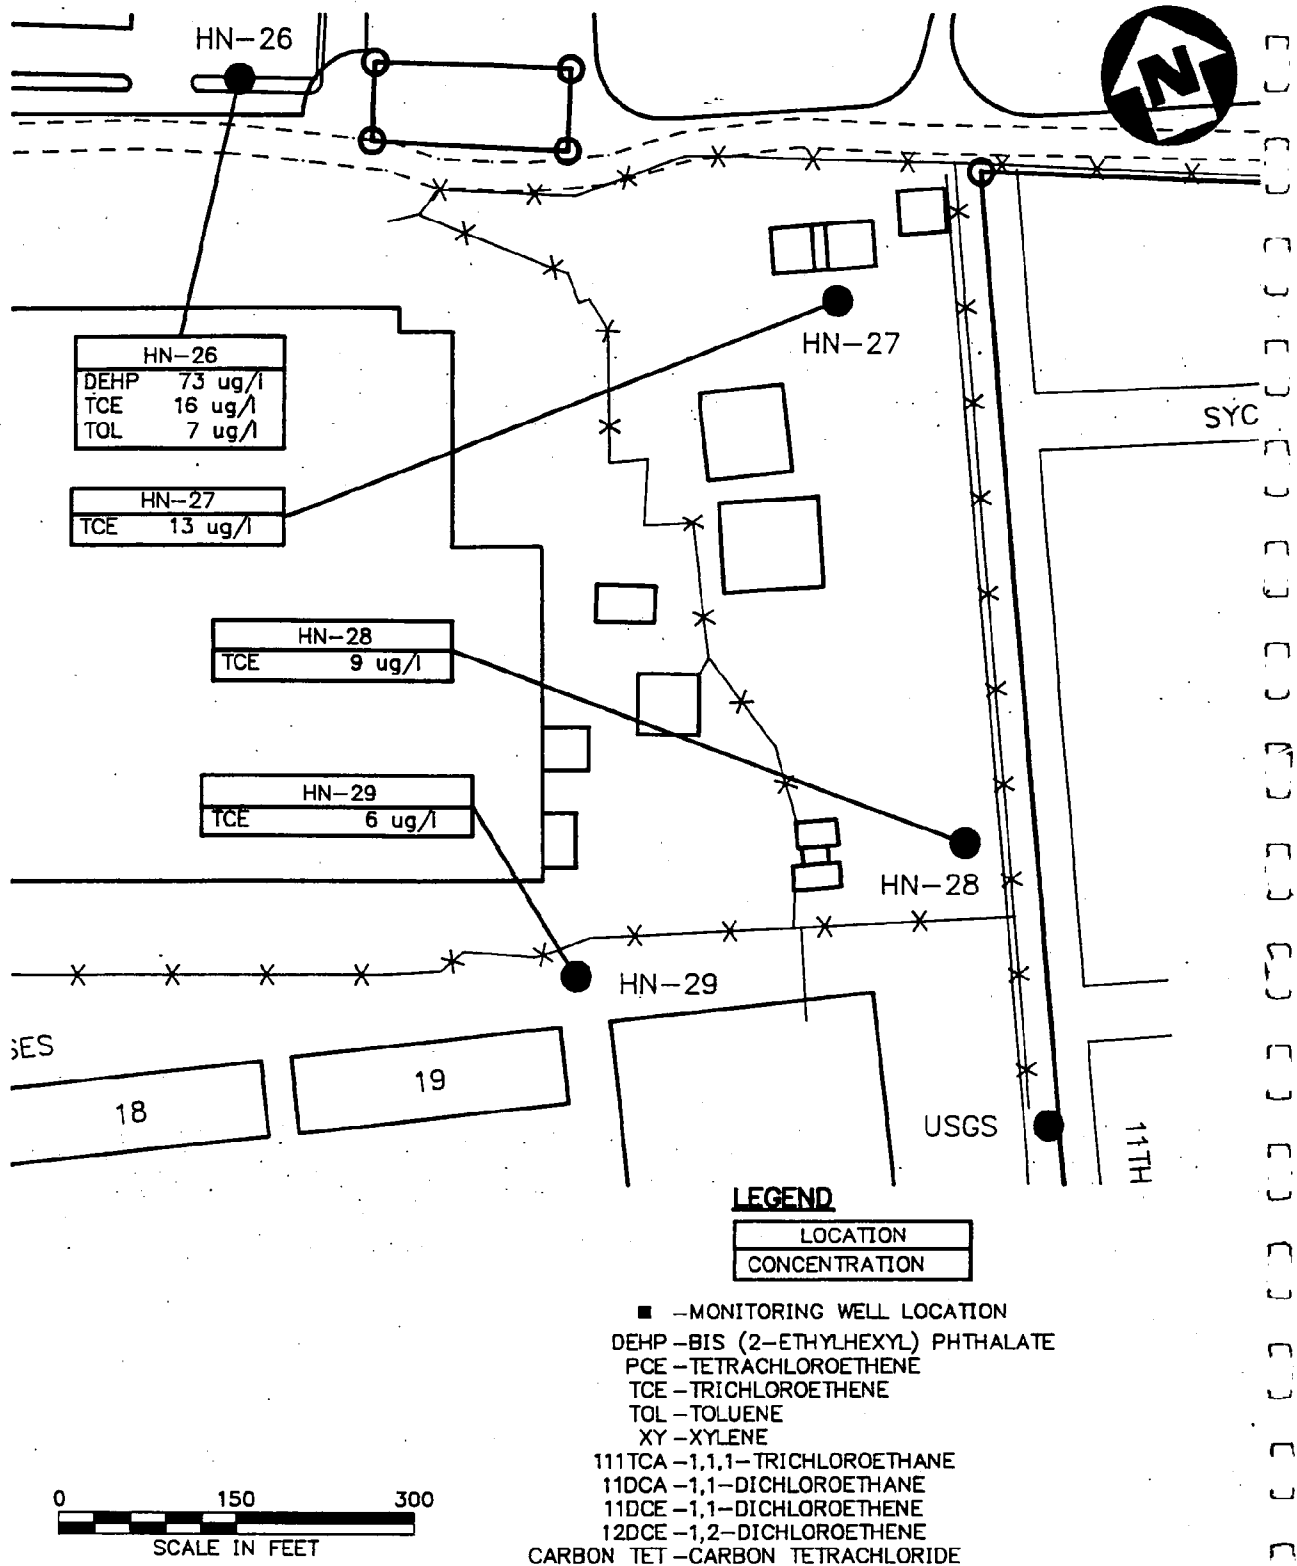 HN-26
N
HN-27
HN-26
DEHP 73 ug/l
TCE 16 ug/l
TOL 7 ug/l
SYC
HN-27
TCE 13 ug/l
HN-28
TCE 9 ug/l
HN-29
TCE 6 ug/l
HN-28
HN-29
SES
19
18
USGS
11TH
LEGEND
LOCATION
CONCENTRATION
-MONITORING WELL LOCATION
DEHP-BIS (2-ETHYLHEXYL) PHTHALATE
PCE-TETRACHLOROETHENE
TCE-TRICHLOROETHENE
TOL-TOLUENE
XY-XYLENE
111TCA-1,1,1-TRICHLOROETHANE
11DCA-1,1-DICHLOROETHANE
11DCE-1,1-DICHLOROETHENE
12DCE-1,2-DICHLOROETHENE
CARBON TET-CARBON TETRACHLORIDE
0 150 300
SCALE IN FEET